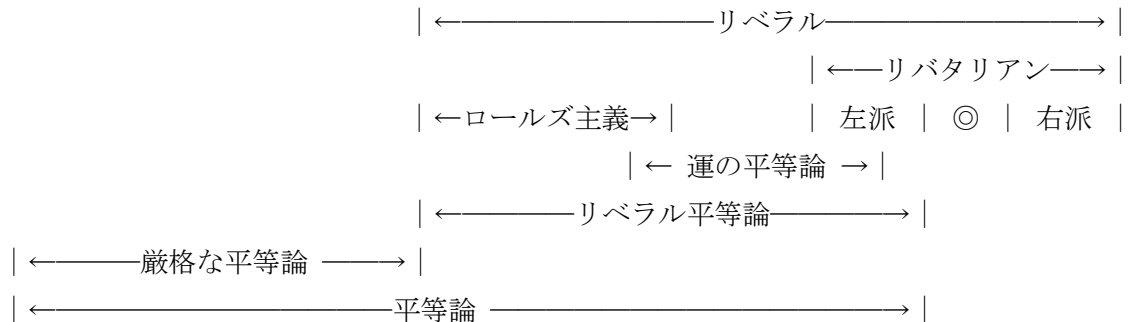 |←――――――――――リベラル――――――――――→|
|←――リバタリアン――→|
|←ロールズ主義→| | 左派 | ◎ | 右派 |
|← 運の平等論 →|
|←―――――リベラル平等論―――――→|
|←―――厳格な平等論 ―――→|
|←――――――――――――平等論 ―――――――――――――――→|